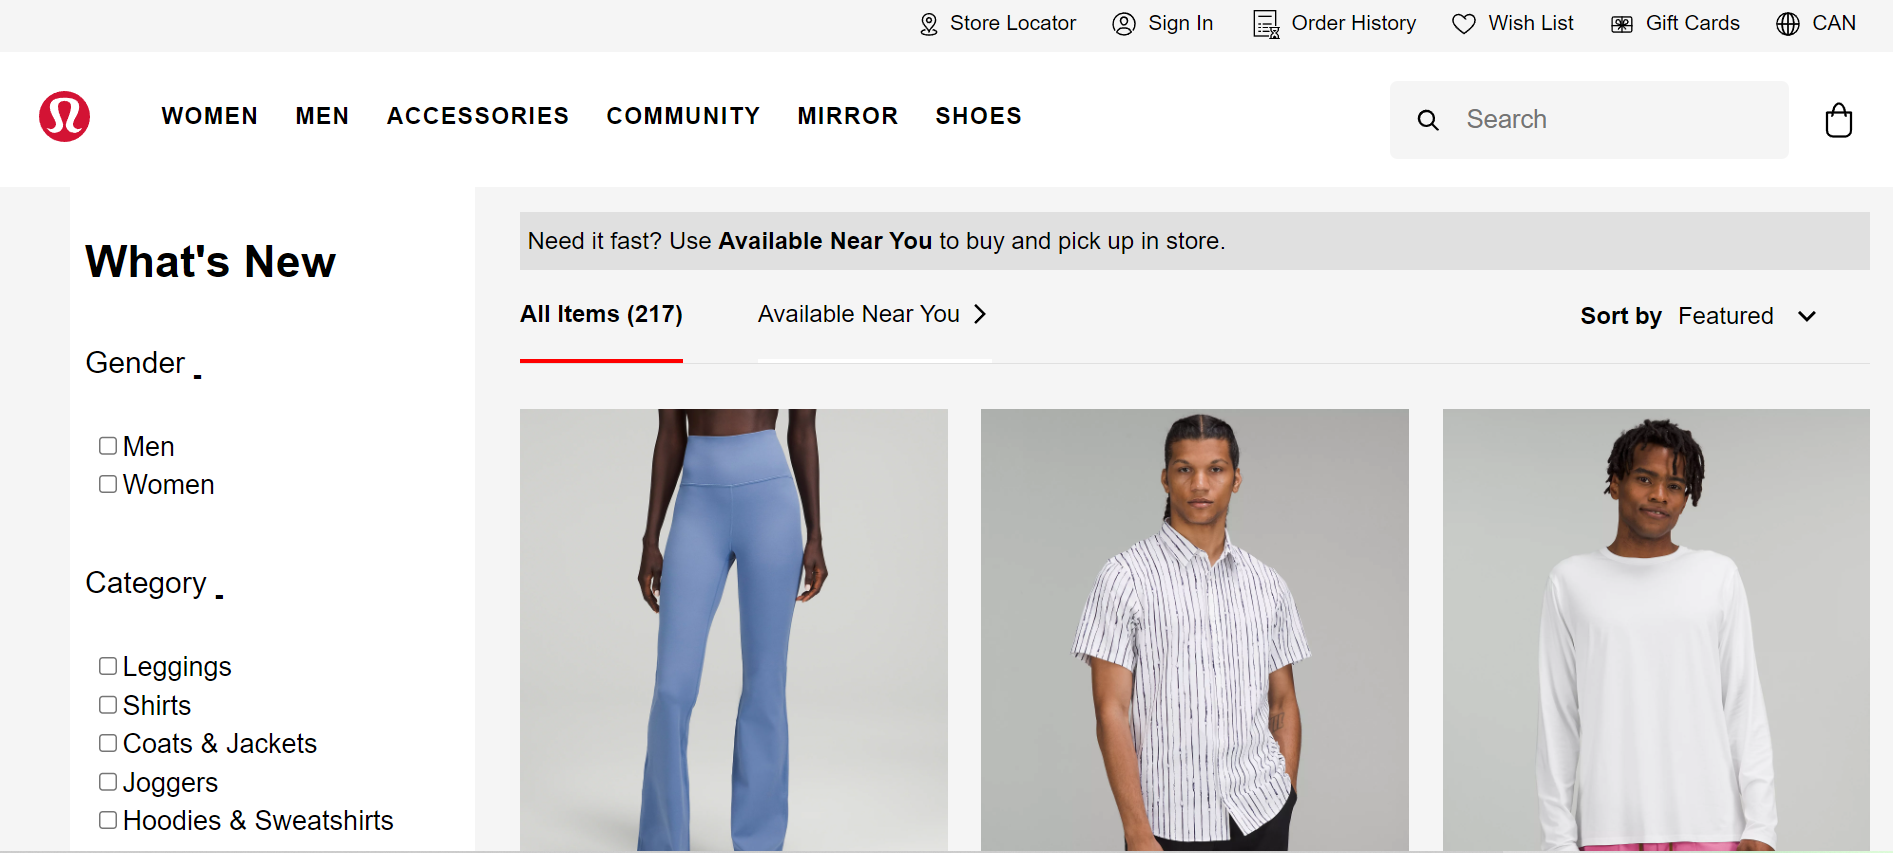 Store Locator Sign In Order History Wish List Gift Cards CAN
WOMEN MEN ACCESSORIES COMMUNITY MIRROR SHOES
Search
What's New
Gender -
Men
Women
Category -
Leggings
Shirts
Coats & Jackets
Joggers
Hoodies & Sweatshirts
Need it fast? Use Available Near You to buy and pick up in store.
All Items (217) Available Near You
Sort by Featured